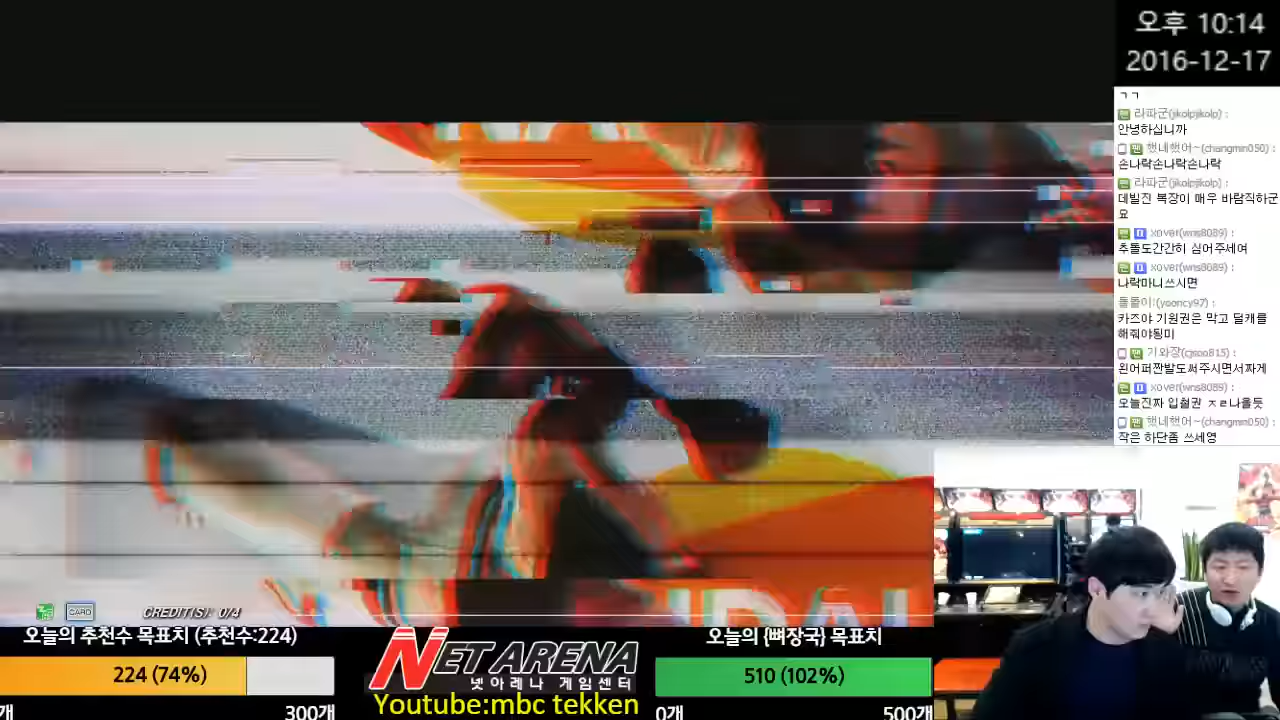 오후 10:14
2016-12-17
ㄱㄱ
라파군(jkolpjkolp) :
안녕하십니까
했네했어~(changmin050) :
손나락손나락손나락
라파군(jkolpjkolp) :
데빌진 복장이 매우 바람직하군
요
xover(wns8089) :
추돌도간간히 심어주세여
xover(wns8089) :
나락마니쓰시면
돌돌이!(yooncy97) :
카즈야 기원권은 막고 딜캐를
해줘야됭미
기와장(cjsoo815) :
왼어퍼짠발도써주시면서짜게
xover(wns8089) :
오늘진짜 입철권 ㅈㄹ나올듯
했네했어~(changmin050) :
작은 하단좀 쓰세영
CARD
CREDIT(S): 0/4
오늘의 추천수 목표치 (추천수:224)
224 (74%)
개
300개
NET ARENA
넷아레나 게임센터
Youtube:mbc tekken
오늘의 {뼈장국} 목표치
510 (102%)
0개
500개